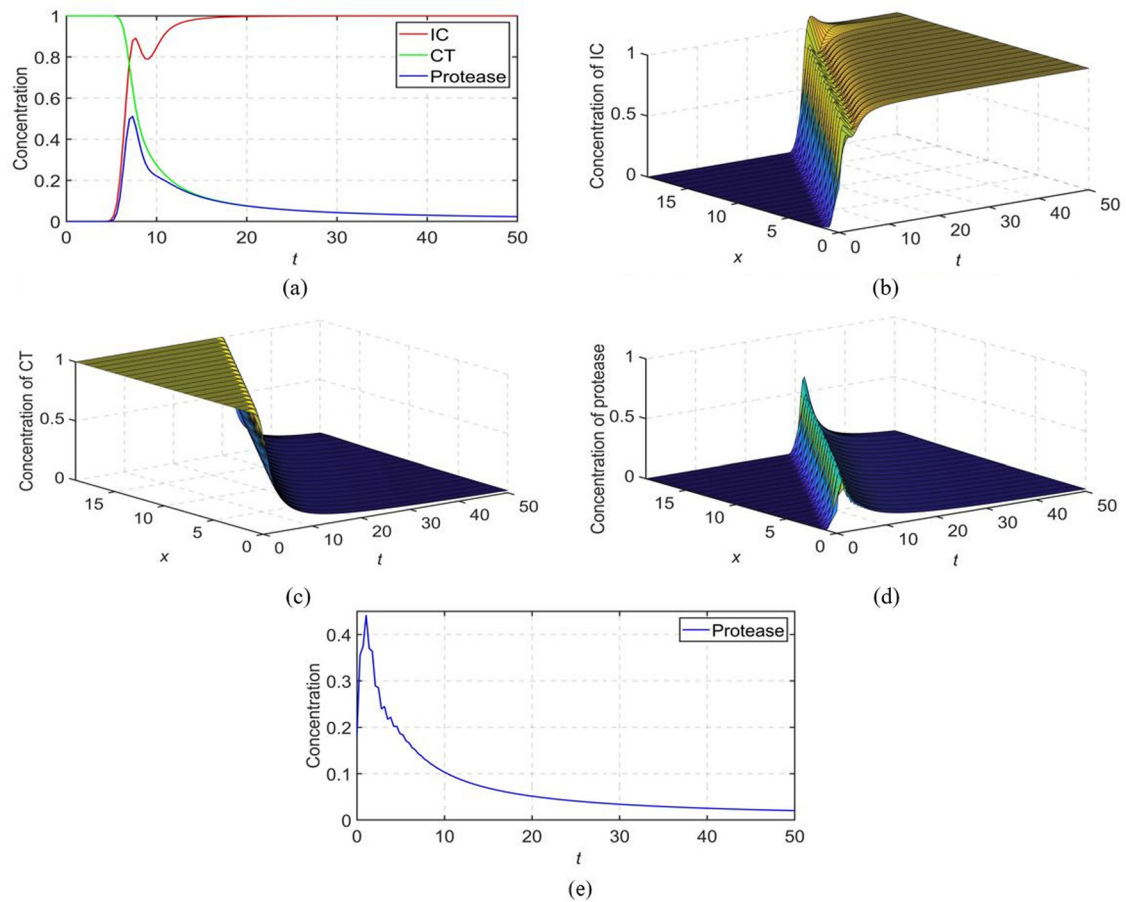 1
0.8
0.6
0.4
0.2
0
Concentration
IC
CT
Protease
0 10 20 30 40 50
t
(a)
1
0.5
0
Concentration of IC
15 10 5 0
x
0 10 20 30 40 50
t
(b)
1
0.5
0
Concentration of CT
15 10 5 0
x
0 10 20 30 40 50
t
(c)
1
0.5
0
Concentration of protease
15 10 5 0
x
0 10 20 30 40 50
t
(d)
0.4
0.3
0.2
0.1
0
Concentration
Protease
0 10 20 30 40 50
t
(e)